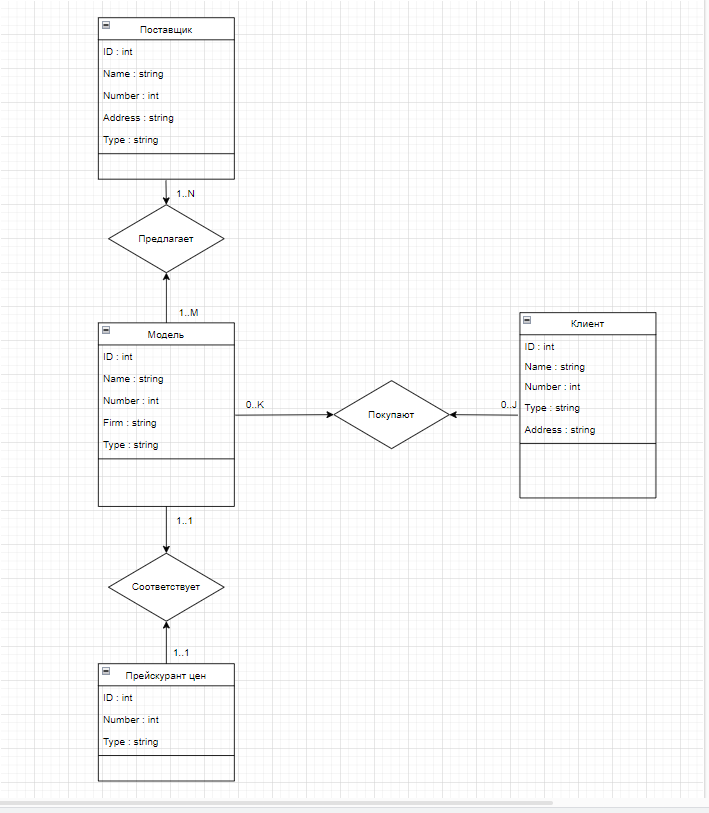 Поставщик
ID : int
Name : string
Number : int
Address : string
Type : string
1..N
Предлагает
1..M
Модель
ID : int
Name : string
Number : int
Firm : string
Type : string
0..K
Покупают
0..J
Клиент
ID : int
Name : string
Number : int
Type : string
Address : string
1..1
Соответствует
1..1
Прейскурант цен
ID : int
Number : int
Type : string